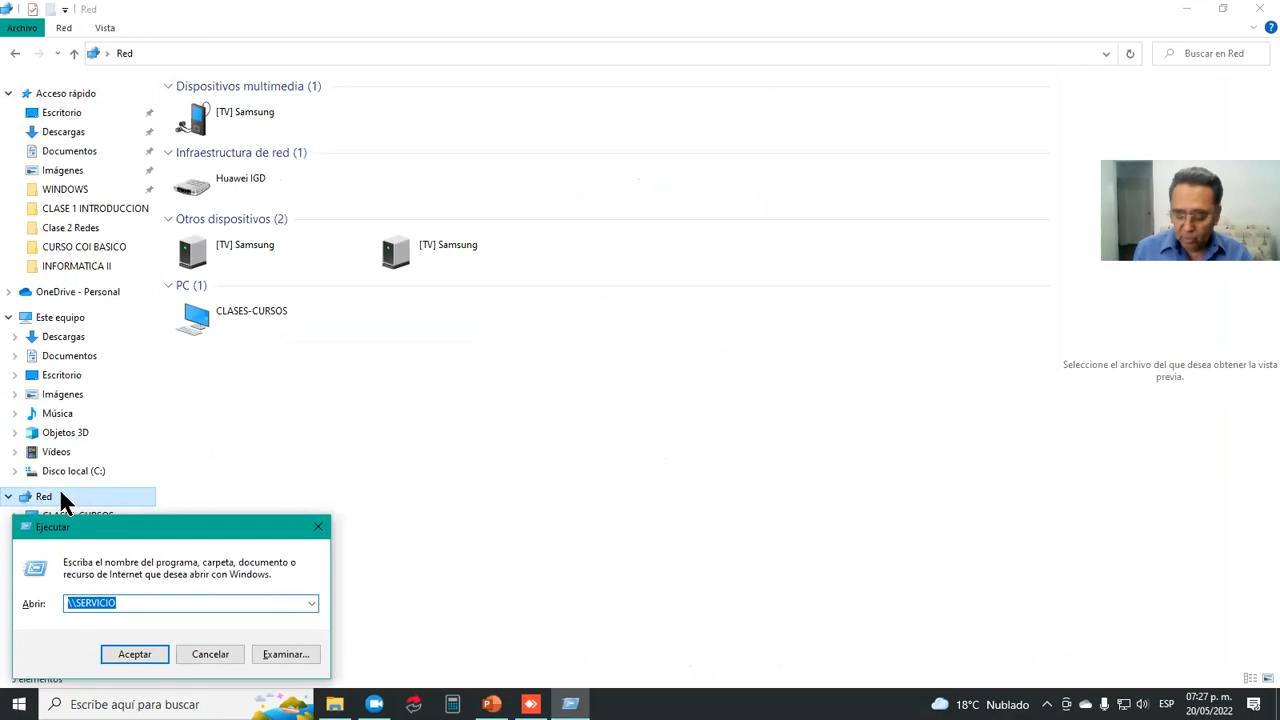 Red
Archivo
Red
Vista
Red
Buscar en Red
Acceso rápido
Escritorio
Descargas
Documentos
Imágenes
WINDOWS
CLASE 1 INTRODUCCION
Clase 2 Redes
CURSO COI BASICO
INFORMATICA II
OneDrive - Personal
Este equipo
Descargas
Documentos
Escritorio
Imágenes
Música
Objetos 3D
Vídeos
Disco local (C:)
Red
CLASES-CURSOS
Dispositivos multimedia (1)
[TV] Samsung
Infraestructura de red (1)
Huawei IGD
Otros dispositivos (2)
[TV] Samsung
[TV] Samsung
PC (1)
CLASES-CURSOS
Seleccione el archivo del que desea obtener la vista
previa.
Ejecutar
Escriba el nombre del programa, carpeta, documento o
recurso de Internet que desea abrir con Windows.
Abrir:
\\SERVICIO
Aceptar
Cancelar
Examinar...
5 elementos
Escribe aquí para buscar
18°C Nublado
ESP
07:27 p. m.
20/05/2022